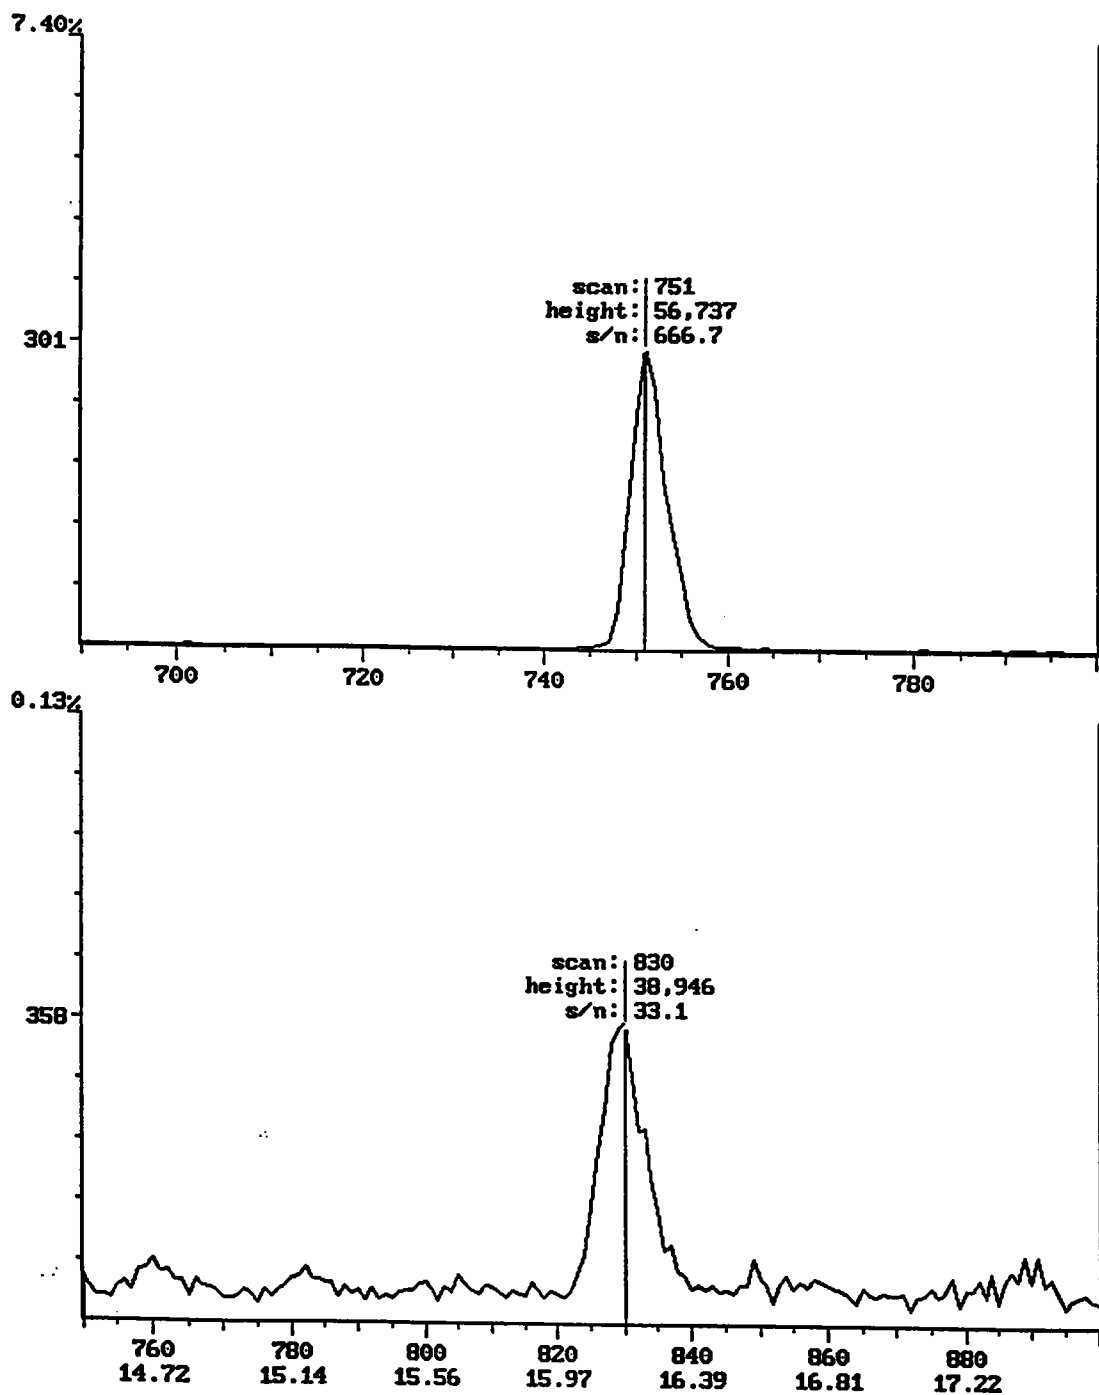 7.40%
scan: 751
height: 56,737
s/n: 666.7
301
700 720 740 760 780
0.13%
scan: 830
height: 38,946
s/n: 33.1
358
760 780 800 820 840 860 880
14.72 15.14 15.56 15.97 16.39 16.81 17.22